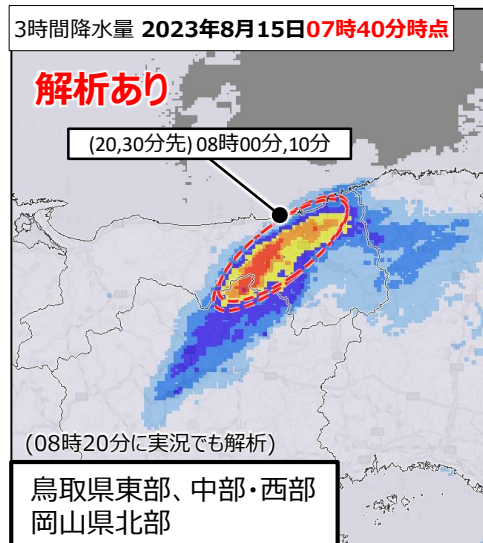 3時間降水量 2023年8月15日07時40分時点
解析あり
(20,30分先) 08時00分,10分
(08時20分に実況でも解析)
鳥取県東部、中部・西部
岡山県北部